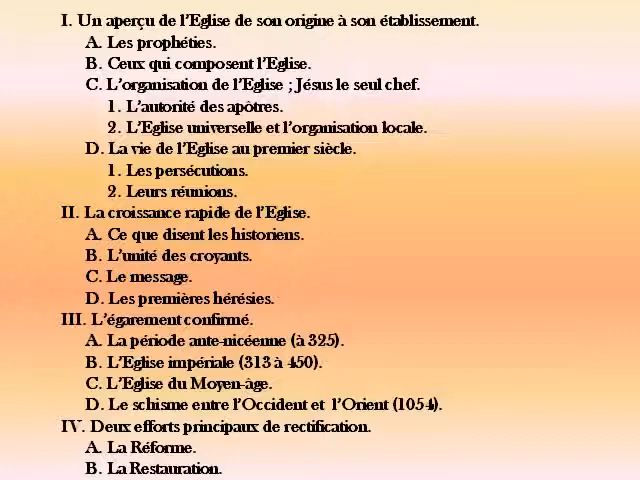 I. Un aperçu de l'Eglise de son origine à son établissement.
A. Les prophéties.
B. Ceux qui composent l'Eglise.
C. L'organisation de l'Eglise ; Jésus le seul chef.
1. L'autorité des apôtres.
2. L'Eglise universelle et l'organisation locale.
D. La vie de l'Eglise au premier siècle.
1. Les persécutions.
2. Leurs réunions.
II. La croissance rapide de l'Eglise.
A. Ce que disent les historiens.
B. L'unité des croyants.
C. Le message.
D. Les premières hérésies.
III. L'égarement confirmé.
A. La période ante-nicéenne (à 325).
B. L'Eglise impériale (313 à 450).
C. L'Eglise du Moyen-âge.
D. Le schisme entre l'Occident et l'Orient (1054).
IV. Deux efforts principaux de rectification.
A. La Réforme.
B. La Restauration.